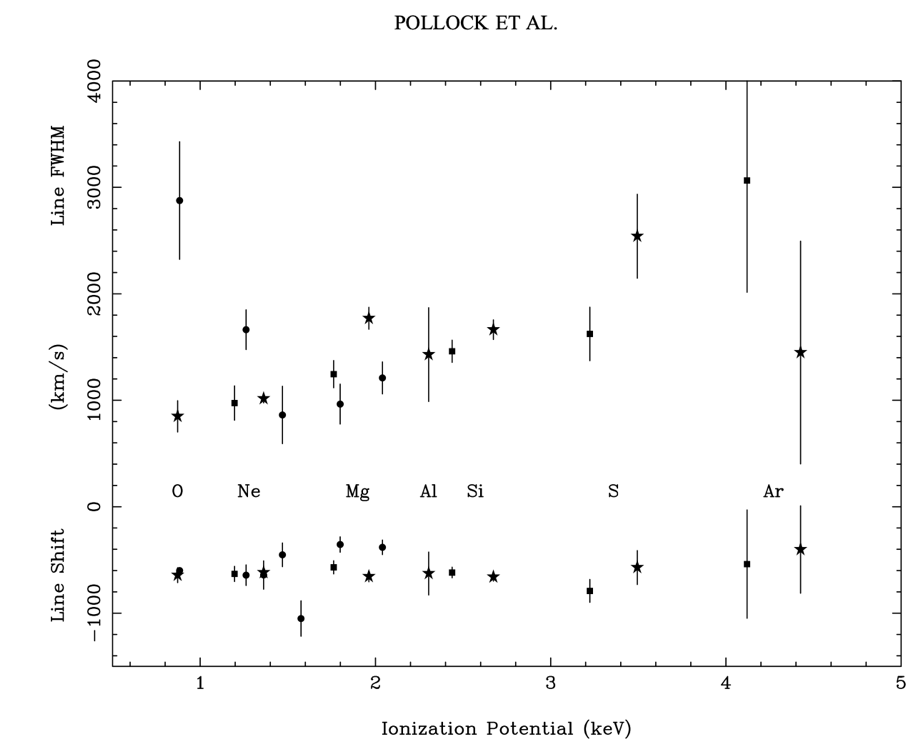 POLLOCK ET AL.
Line FWHM
(km/s)
Line Shift
4000
3000
2000
1000
0
−1000
O Ne Mg Al Si S Ar
1 2 3 4 5
Ionization Potential (keV)